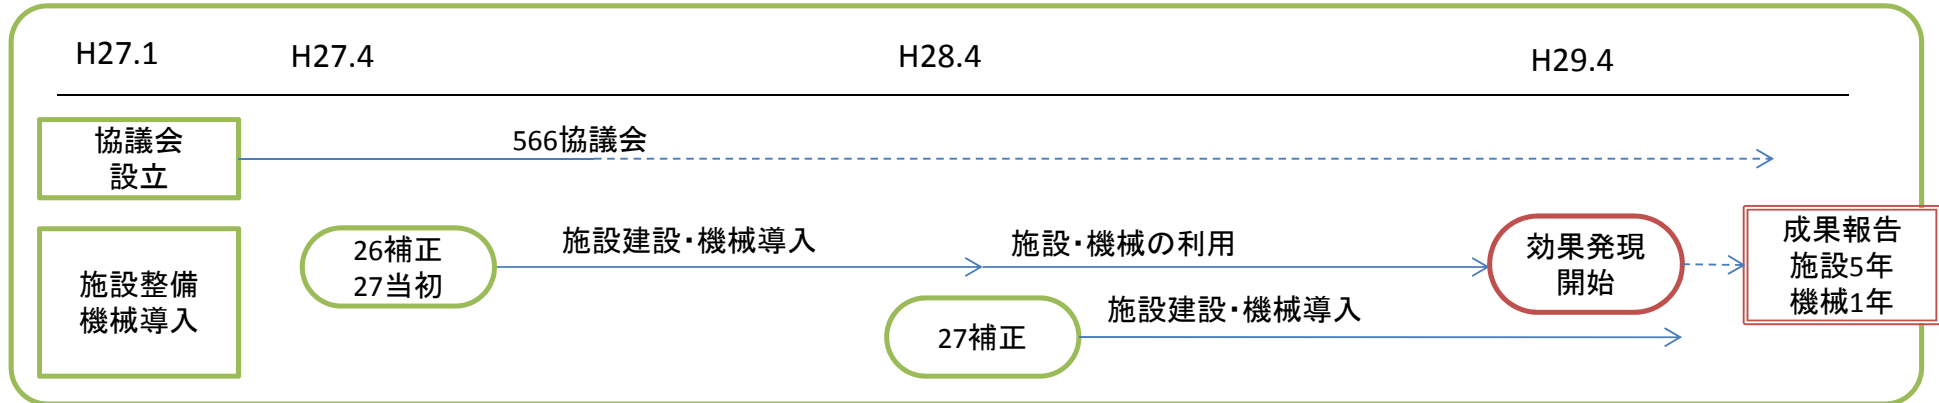 H27.1
H27.4
H28.4
H29.4
協議会
設立
566協議会
施設整備
機械導入
26補正
27当初
施設建設・機械導入
施設・機械の利用
効果発現
開始
成果報告
施設5年
機械1年
27補正
施設建設・機械導入